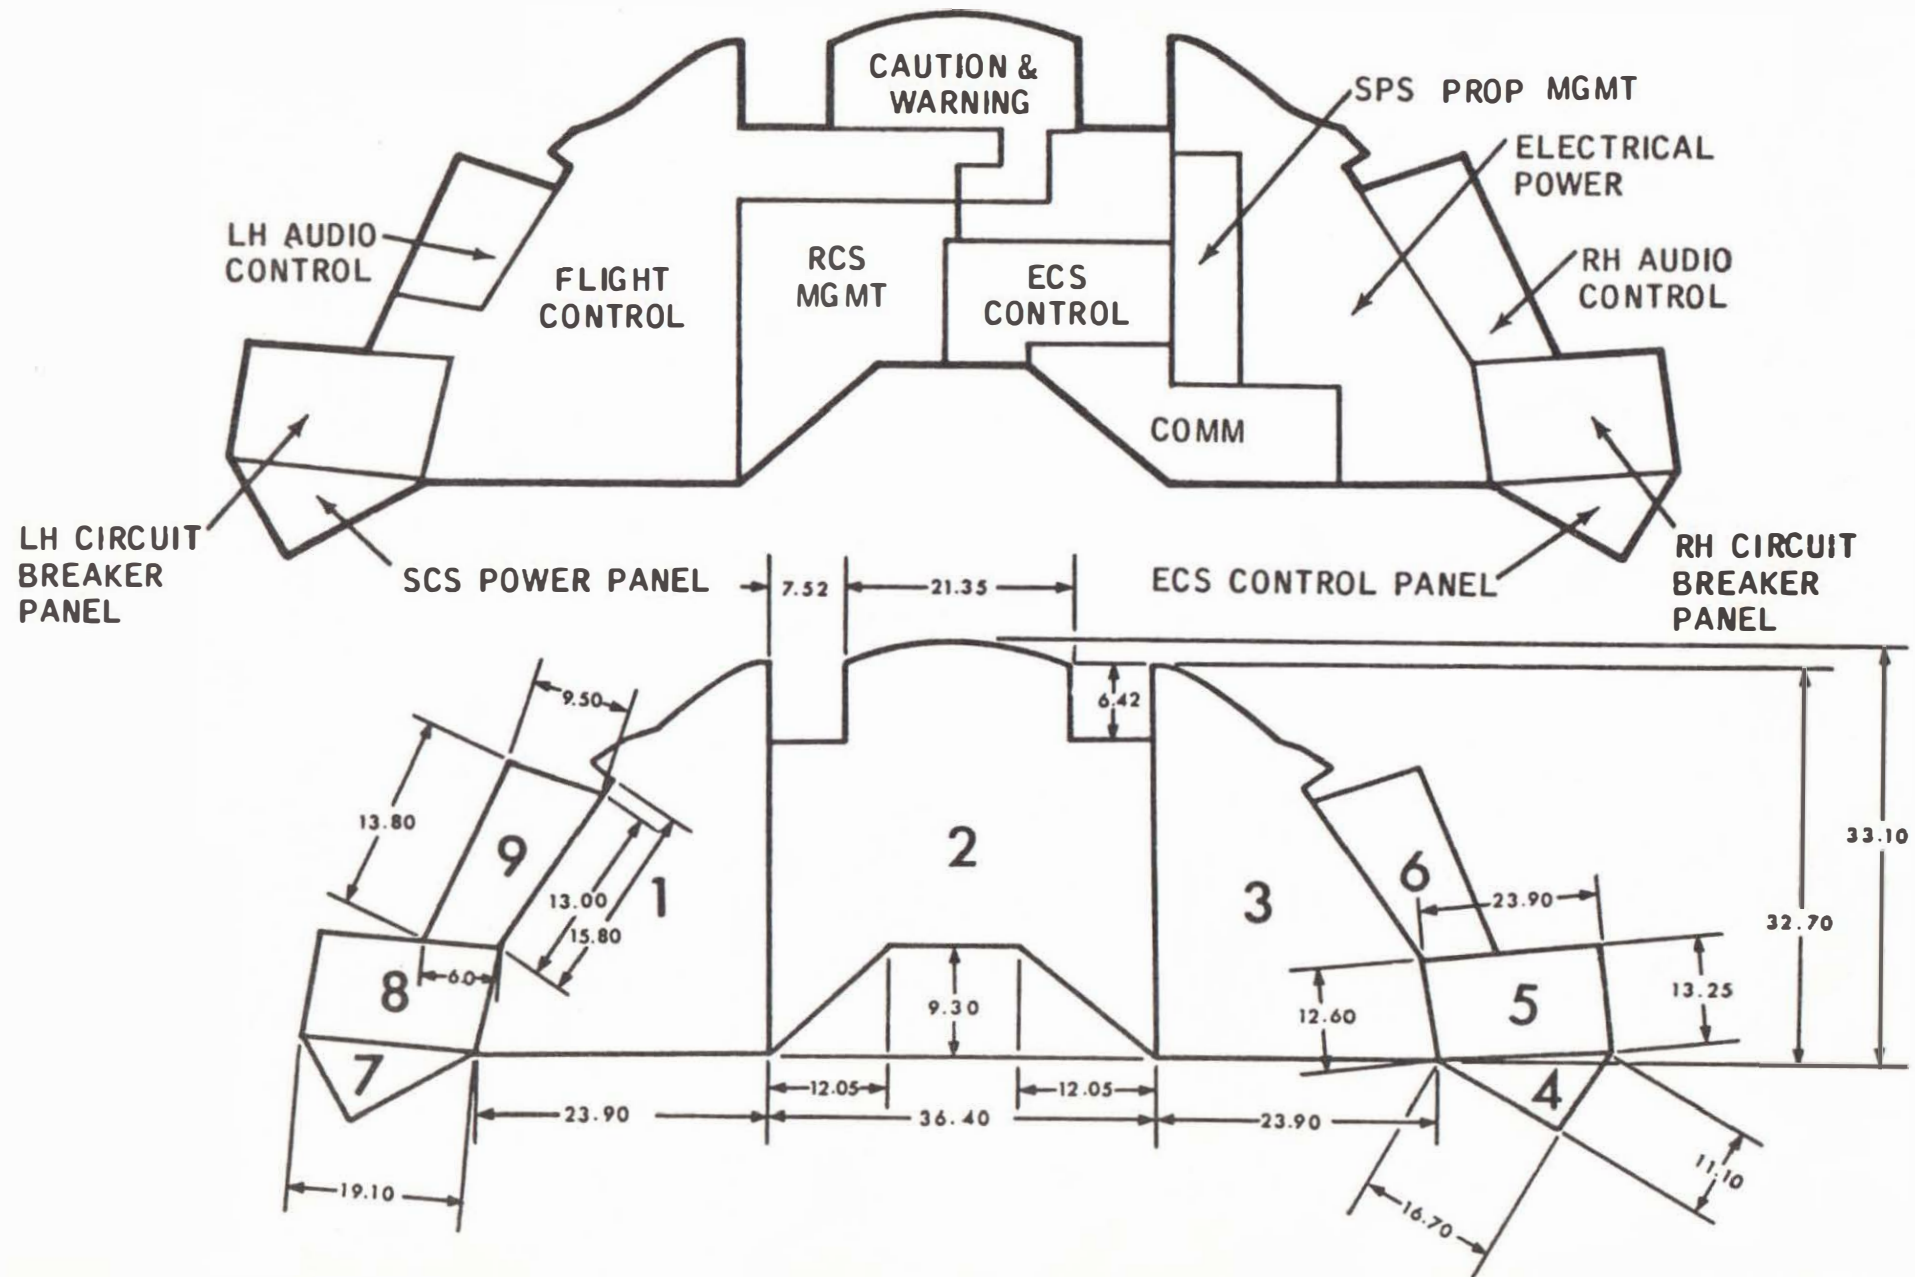 CAUTION &
WARNING
SPS PROP MGMT
ELECTRICAL
POWER
LH AUDIO
CONTROL
FLIGHT
CONTROL
RCS
MGMT
ECS
CONTROL
RH AUDIO
CONTROL
COMM
LH CIRCUIT
BREAKER
PANEL
SCS POWER PANEL
ECS CONTROL PANEL
RH CIRCUIT
BREAKER
PANEL
7.52
21.35
9.50
6.42
13.80
33.10
9
1
2
3
6
13.00
15.80
23.90
32.70
8
6.0
9.30
12.60
5
13.25
7
4
12.05
12.05
23.90
36.40
23.90
19.10
11.10
16.70